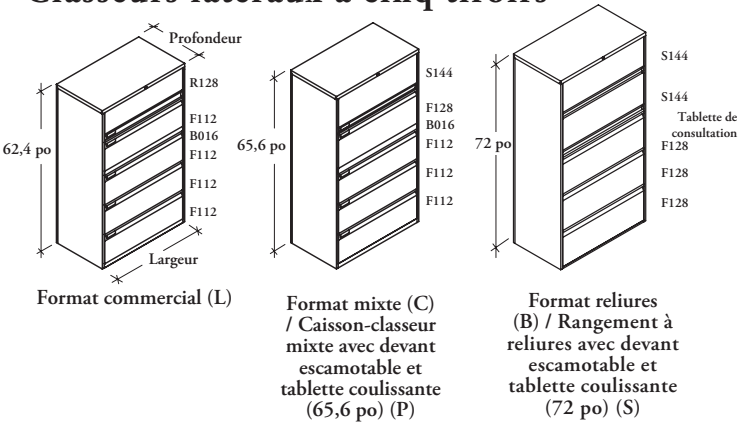 Classeurs latéraux à cinq tiroirs
Profondeur
R128
F112
B016
F112
F112
F112
62,4 po
Largeur
Format commercial (L)
S144
F128
B016
F112
F112
F112
65,6 po
Format mixte (C)
/ Caisson-classeur
mixte avec devant
escamotable et
tablette coulissante
(65,6 po) (P)
S144
S144
Tablette de
consultation
F128
F128
F128
72 po
Format reliures
(B) / Rangement à
reliures avec devant
escamotable et
tablette coulissante
(72 po) (S)